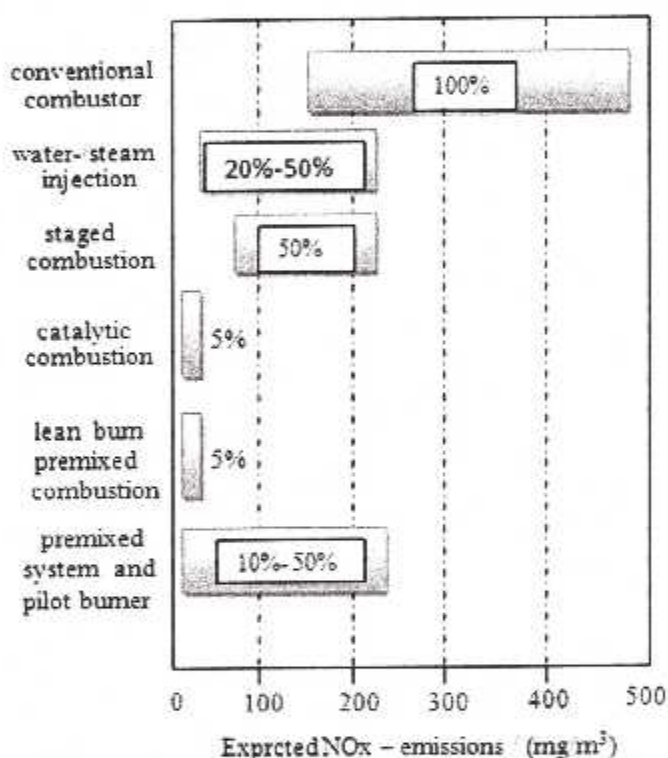 conventional
combustor
100%
water-steam
injection
20%-50%
staged
combustion
50%
catalytic
combustion
5%
lean burn
premixed
combustion
5%
premixed
system and
pilot burner
10%-50%
0 100 200 300 400 500
Exprcted NOx – emissions (mg m³)